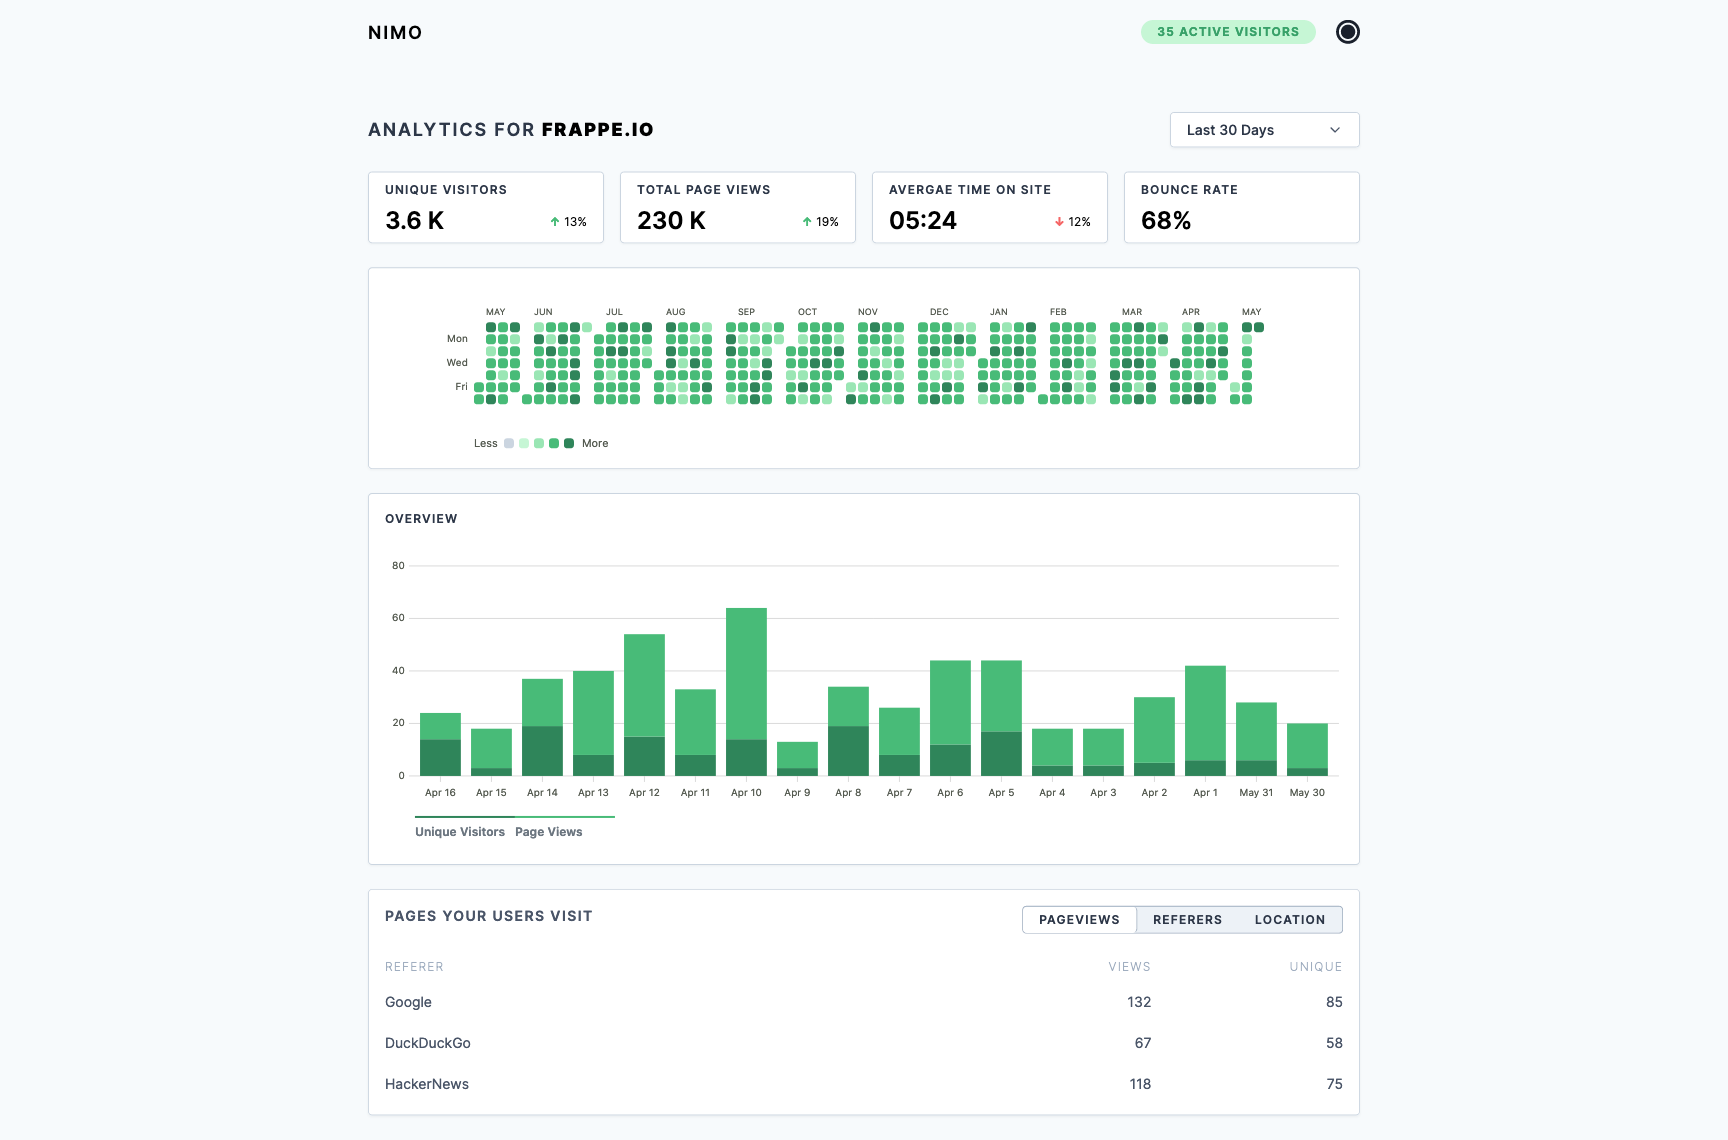 NIMO
35 ACTIVE VISITORS
ANALYTICS FOR FRAPPE.IO
Last 30 Days
UNIQUE VISITORS
3.6 K
13%
TOTAL PAGE VIEWS
230 K
19%
AVERGAE TIME ON SITE
05:24
12%
BOUNCE RATE
68%
MAY JUN JUL AUG SEP OCT NOV DEC JAN FEB MAR APR MAY
Mon
Wed
Fri
Less More
OVERVIEW
80
60
40
20
0
Apr 16 Apr 15 Apr 14 Apr 13 Apr 12 Apr 11 Apr 10 Apr 9 Apr 8 Apr 7 Apr 6 Apr 5 Apr 4 Apr 3 Apr 2 Apr 1 May 31 May 30
Unique Visitors Page Views
PAGES YOUR USERS VISIT
PAGEVIEWS REFERERS LOCATION
REFERER VIEWS UNIQUE
Google 132 85
DuckDuckGo 67 58
HackerNews 118 75